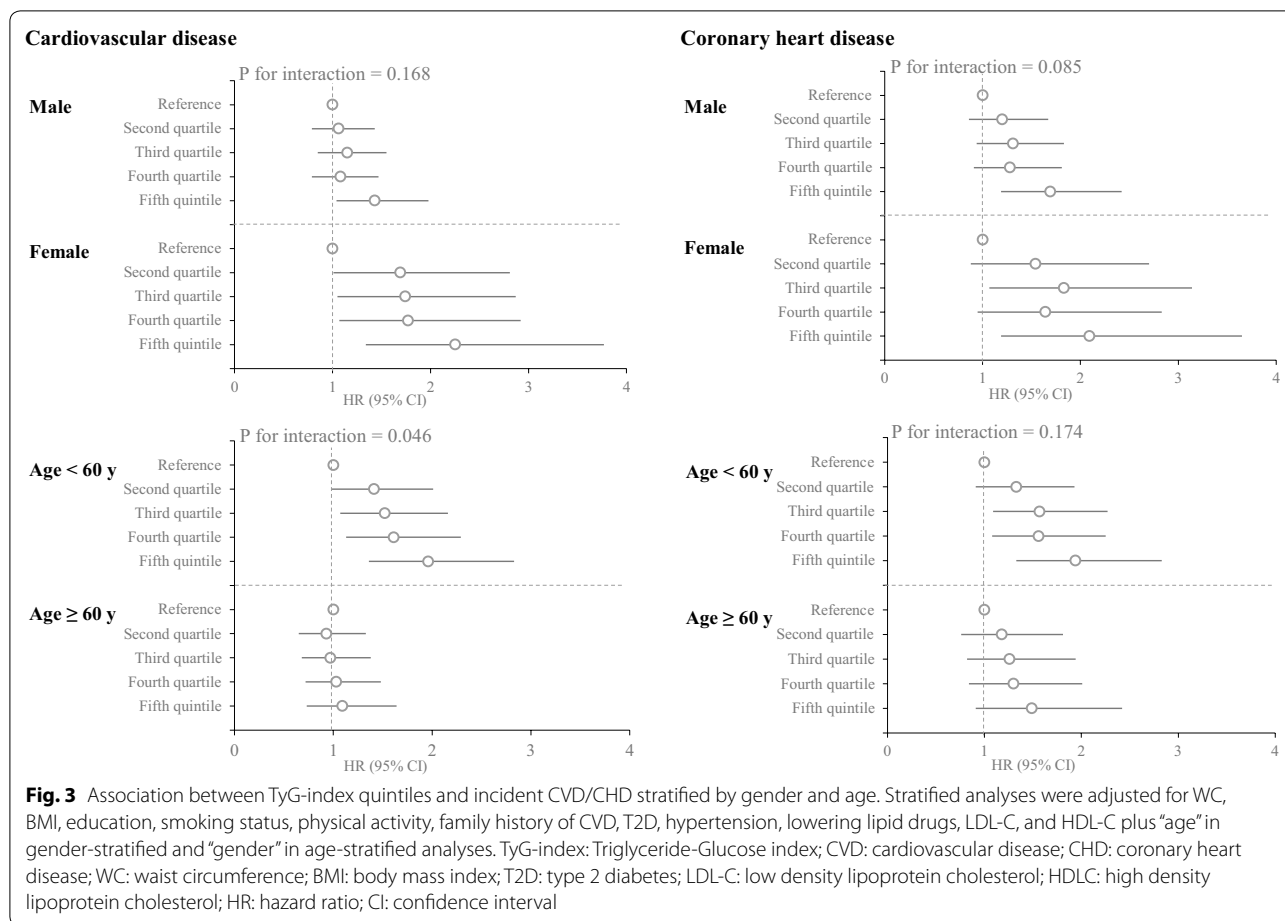 Cardiovascular disease
P for interaction = 0.168
Male
Reference
Second quartile
Third quartile
Fourth quartile
Fifth quintile
Female
Reference
Second quartile
Third quartile
Fourth quartile
Fifth quintile
0 1 2 3 4
HR (95% CI)
Coronary heart disease
P for interaction = 0.085
Male
Reference
Second quartile
Third quartile
Fourth quartile
Fifth quintile
Female
Reference
Second quartile
Third quartile
Fourth quartile
Fifth quintile
0 1 2 3 4
HR (95% CI)
P for interaction = 0.046
Age < 60 y
Reference
Second quartile
Third quartile
Fourth quartile
Fifth quintile
Age ≥ 60 y
Reference
Second quartile
Third quartile
Fourth quartile
Fifth quintile
0 1 2 3 4
HR (95% CI)
P for interaction = 0.174
Age < 60 y
Reference
Second quartile
Third quartile
Fourth quartile
Fifth quintile
Age ≥ 60 y
Reference
Second quartile
Third quartile
Fourth quartile
Fifth quintile
0 1 2 3 4
HR (95% CI)
Fig. 3 Association between TyG-index quintiles and incident CVD/CHD stratified by gender and age. Stratified analyses were adjusted for WC,
BMI, education, smoking status, physical activity, family history of CVD, T2D, hypertension, lowering lipid drugs, LDL-C, and HDL-C plus “age” in
gender-stratified and “gender” in age-stratified analyses. TyG-index: Triglyceride-Glucose index; CVD: cardiovascular disease; CHD: coronary heart
disease; WC: waist circumference; BMI: body mass index; T2D: type 2 diabetes; LDL-C: low density lipoprotein cholesterol; HDLC: high density
lipoprotein cholesterol; HR: hazard ratio; CI: confidence interval